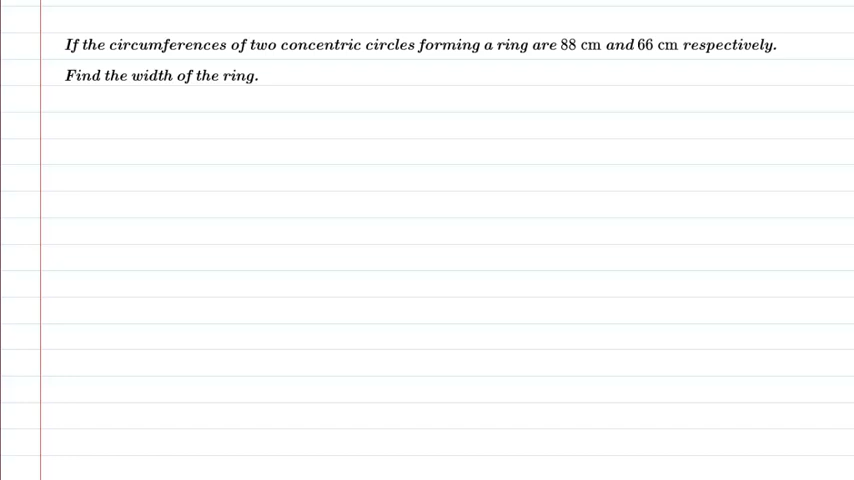 If the circumferences of two concentric circles forming a ring are 88 cm and 66 cm respectively.
Find the width of the ring.